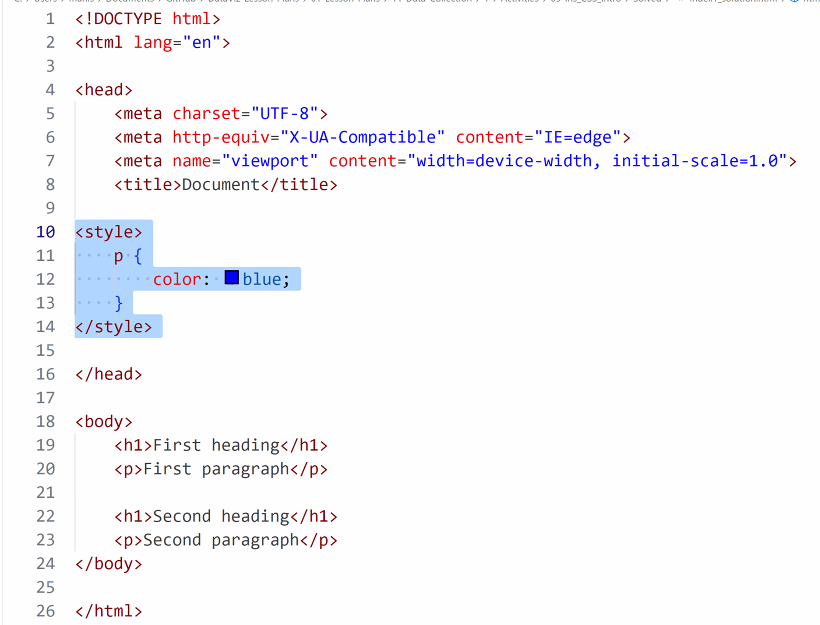 1 <!DOCTYPE html>
2 <html lang="en">
3
4 <head>
5     <meta charset="UTF-8">
6     <meta http-equiv="X-UA-Compatible" content="IE=edge">
7     <meta name="viewport" content="width=device-width, initial-scale=1.0">
8     <title>Document</title>
9
10 <style>
11     p {
12         color: blue;
13     }
14 </style>
15
16 </head>
17
18 <body>
19     <h1>First heading</h1>
20     <p>First paragraph</p>
21
22     <h1>Second heading</h1>
23     <p>Second paragraph</p>
24 </body>
25
26 </html>